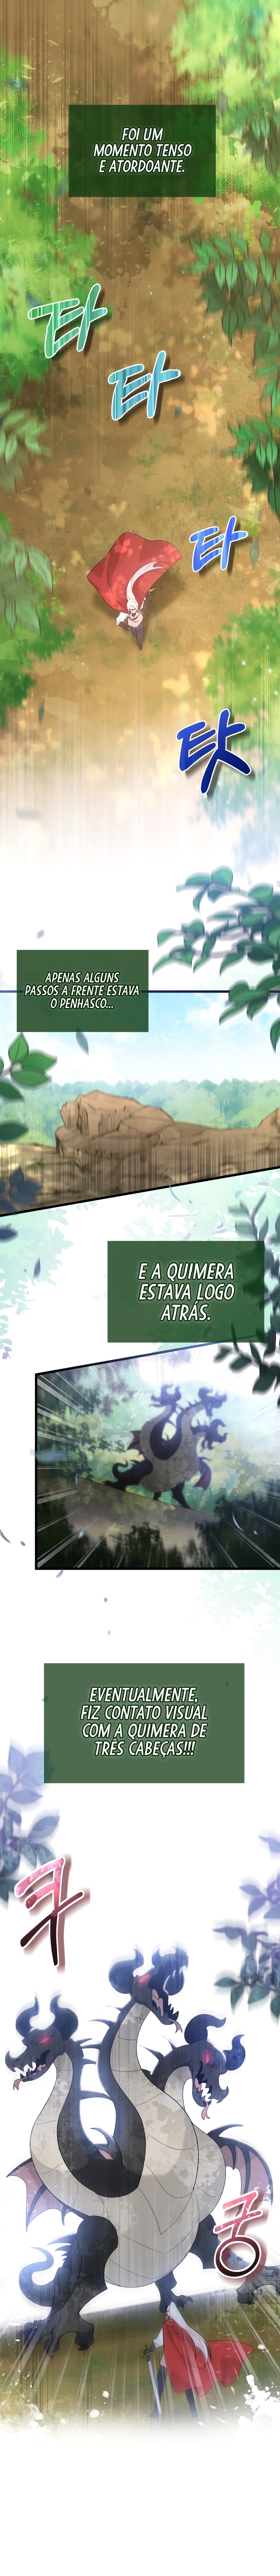 FOI UM
MOMENTO TENSO
E ATORDOANTE.
타
타
타
탓
APENAS ALGUNS
PASSOS À FRENTE ESTAVA
O PENHASCO...
E A QUIMERA
ESTAVA LOGO
ATRÁS.
EVENTUALMENTE,
FIZ CONTATO VISUAL
COM A QUIMERA DE
TRÊS CABEÇAS!!!
쿠
궁